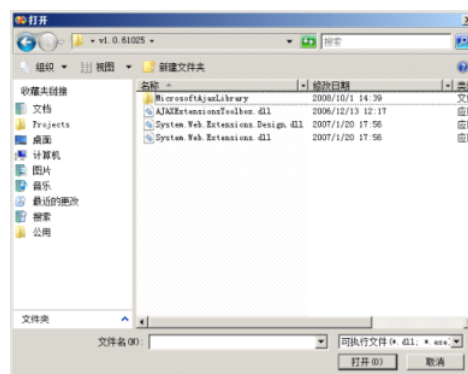 打开
v1.0.61025
搜索
组织 视图 新建文件夹
收藏夹链接
文档
Projects
桌面
计算机
图片
音乐
最近的更改
搜索
公用
名称 修改日期
MicrosoftAjaxLibrary 2008/10/1 14:39
AJAXExtensionsToolbox.dll 2006/12/13 12:17
System.Web.Extensions.Design.dll 2007/1/20 17:56
System.Web.Extensions.dll 2007/1/20 17:56
文件夹
文件名(N):
可执行文件(*.dll; *.exe)
打开(O) 取消